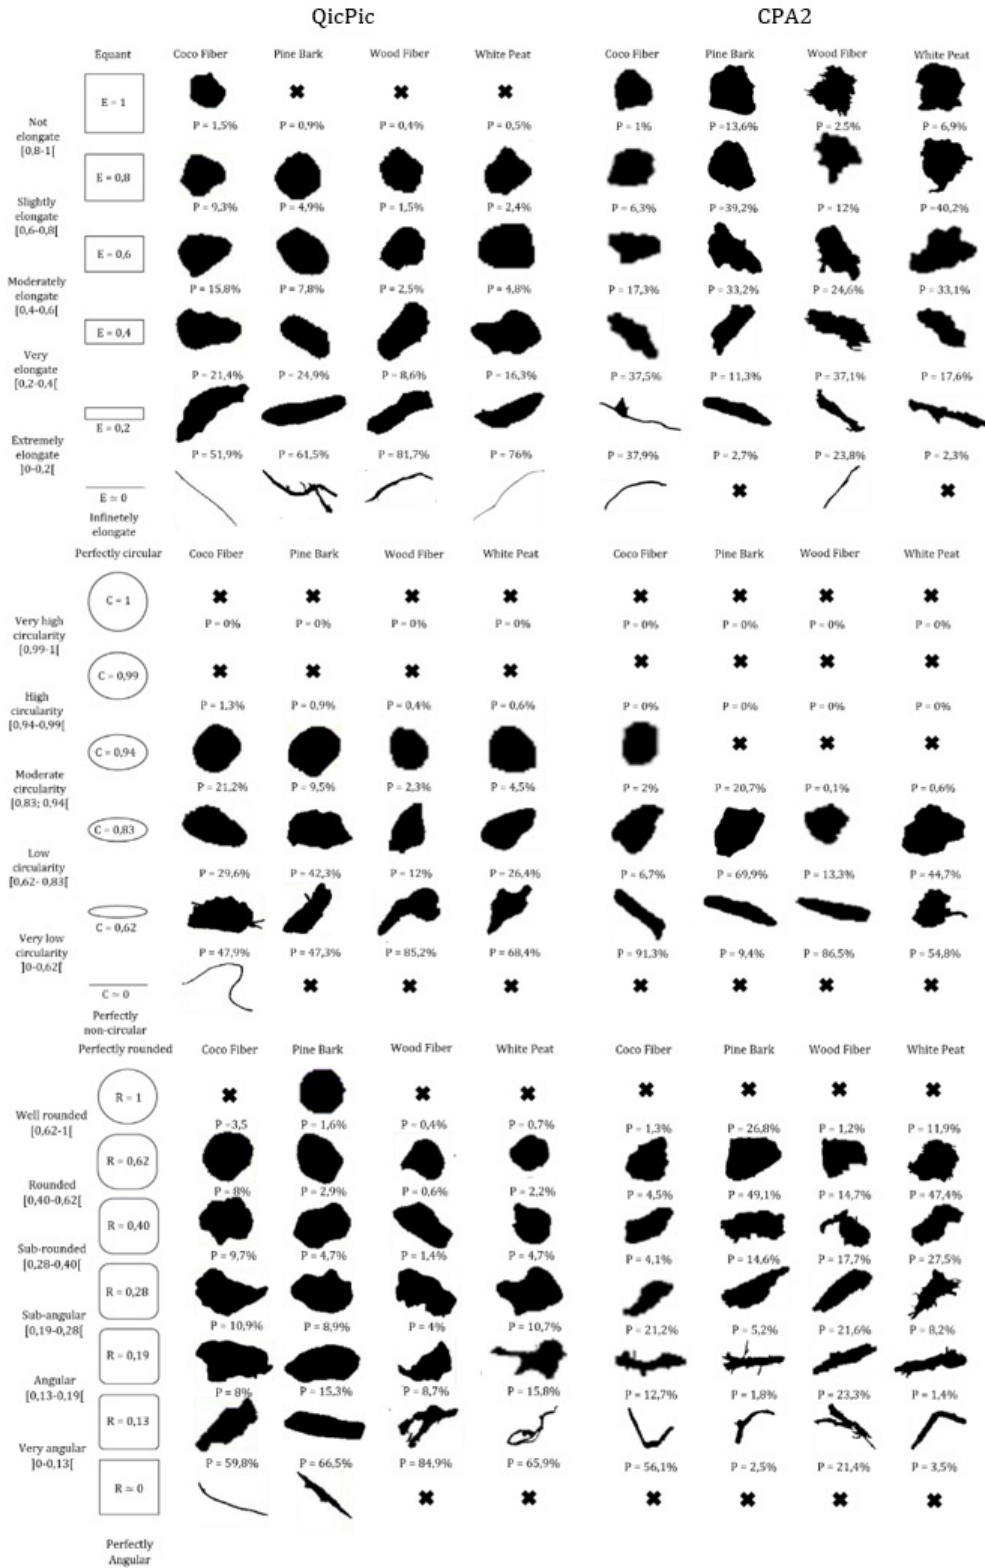 QicPic CPA2
Equant Coco Fiber Pine Bark Wood Fiber White Peat Coco Fiber Pine Bark Wood Fiber White Peat
E = 1
Not
elongate
[0,8-1[
P = 1,5% P = 0,9% P = 0,4% P = 0,5% P = 1% P =13,6% P = 2.5% P = 6,9%
E = 0,8
Slightly
elongate
[0,6-0,8[
P = 9,3% P = 4,9% P = 1,5% P = 2,4% P = 6,3% P =39,2% P = 12% P =40,2%
E = 0,6
Moderately
elongate
[0,4-0,6[
P = 15,8% P = 7,8% P = 2,5% P = 4,8% P = 17,3% P = 33,2% P = 24,6% P = 33,1%
E = 0,4
Very
elongate
[0,2-0,4[
P = 21,4% P = 24,9% P = 8,6% P = 16,3% P = 37,5% P = 11,3% P = 37,1% P = 17,6%
E = 0,2
Extremely
elongate
]0-0,2[
P = 51,9% P = 61,5% P = 81,7% P = 76% P = 37,9% P = 2,7% P = 23,8% P = 2,3%
E ≃ 0
Infinetely
elongate
Perfectly circular Coco Fiber Pine Bark Wood Fiber White Peat Coco Fiber Pine Bark Wood Fiber White Peat
C = 1
Very high
circularity
[0,99-1[
P = 0% P = 0% P = 0% P = 0% P = 0% P = 0% P = 0% P = 0%
C = 0,99
High
circularity
[0,94-0,99[
P = 1,3% P = 0,9% P = 0,4% P = 0,6% P = 0% P = 0% P = 0% P = 0%
C = 0,94
Moderate
circularity
[0,83; 0,94[
P = 21,2% P = 9,5% P = 2,3% P = 4,5% P = 2% P = 20,7% P = 0,1% P = 0,6%
C = 0,83
Low
circularity
[0,62- 0,83[
P = 29,6% P = 42,3% P = 12% P = 26,4% P = 6,7% P = 69,9% P = 13,3% P = 44,7%
C = 0,62
Very low
circularity
]0-0,62[
P = 47,9% P = 47,3% P = 85,2% P = 68,4% P = 91,3% P = 9,4% P = 86,5% P = 54,8%
C ≃ 0
Perfectly
non-circular
Perfectly rounded Coco Fiber Pine Bark Wood Fiber White Peat Coco Fiber Pine Bark Wood Fiber White Peat
R = 1
Well rounded
[0,62-1[
P =3,5 P = 1,6% P = 0,4% P = 0.7% P = 1,3% P = 26,8% P = 1,2% P = 11,9%
R = 0,62
Rounded
[0,40-0,62[
P = 8% P = 2,9% P = 0,6% P = 2,2% P = 4,5% P = 49,1% P = 14,7% P = 47,4%
R = 0,40
Sub-rounded
[0,28-0,40[
P = 9,7% P = 4,7% P = 1,4% P = 4,7% P = 4,1% P = 14,6% P = 17,7% P = 27,5%
R = 0,28
Sub-angular
[0,19-0,28[
P = 10,9% P = 8,9% P = 4% P = 10,7% P = 21,2% P = 5,2% P = 21,6% P = 8,2%
R = 0,19
Angular
[0,13-0,19[
P = 8% P = 15,3% P = 8,7% P = 15,8% P = 12,7% P = 1,8% P = 23,3% P = 1,4%
R = 0,13
Very angular
]0-0,13[
P = 59,8% P = 66,5% P = 84,9% P = 65,9% P = 56,1% P = 2,5% P = 21,4% P = 3,5%
R ≃ 0
Perfectly
Angular